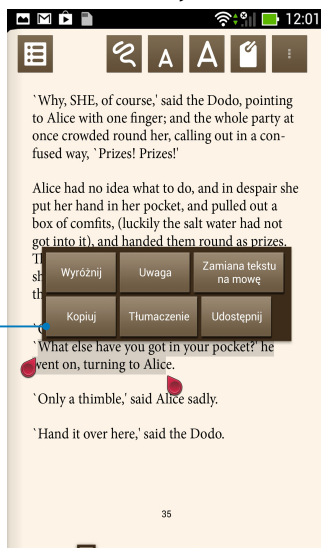 12:01
A A
`Why, SHE, of course,' said the Dodo, pointing
to Alice with one finger; and the whole party at
once crowded round her, calling out in a con-
fused way, `Prizes! Prizes!'
Alice had no idea what to do, and in despair she
put her hand in her pocket, and pulled out a
box of comfits, (luckily the salt water had not
got into it), and handed them round as prizes.
Wyróżnij Uwaga Zamiana tekstu
na mowę
Kopiuj Tłumaczenie Udostępnij
`What else have you got in your pocket?' he
went on, turning to Alice.
`Only a thimble,' said Alice sadly.
`Hand it over here,' said the Dodo.
35